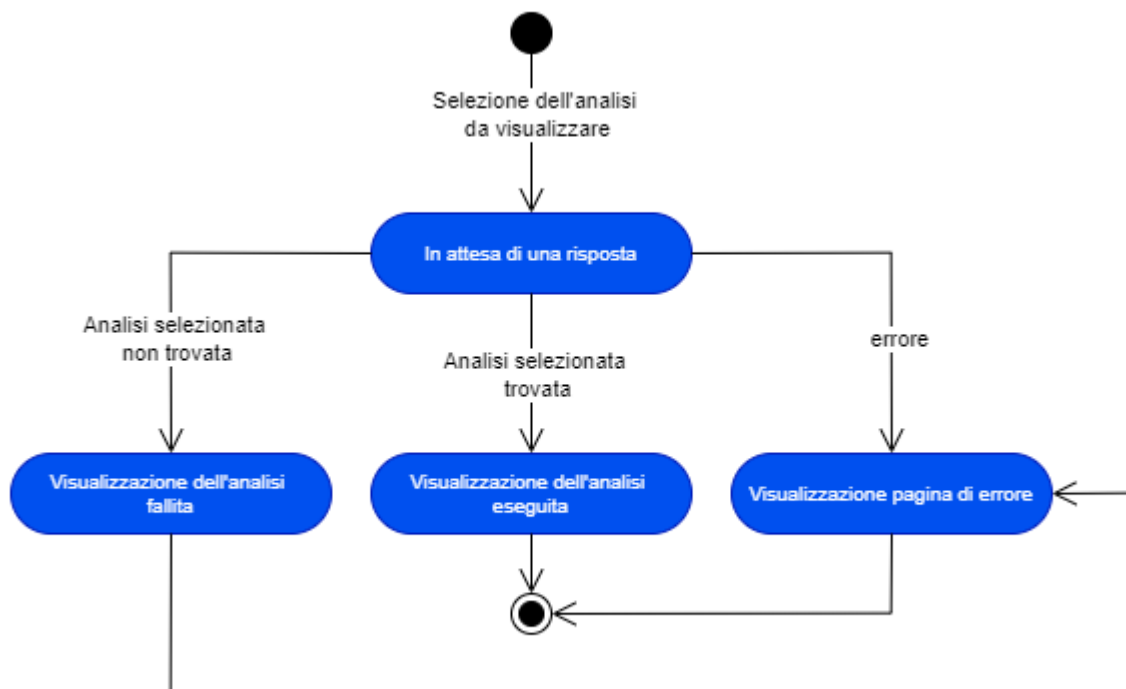 Selezione dell'analisi
da visualizzare
In attesa di una risposta
Analisi selezionata
non trovata
Analisi selezionata
trovata
errore
Visualizzazione dell'analisi
fallita
Visualizzazione dell'analisi
eseguita
Visualizzazione pagina di errore